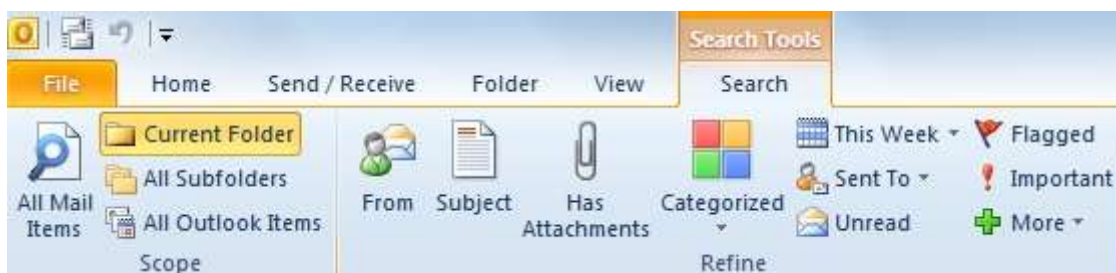 Search Tools
File Home Send / Receive Folder View Search
All Mail
Items
Current Folder
All Subfolders
All Outlook Items
From
Subject
Has
Attachments
Categorized
This Week
Sent To
Unread
Flagged
Important
More
Scope
Refine